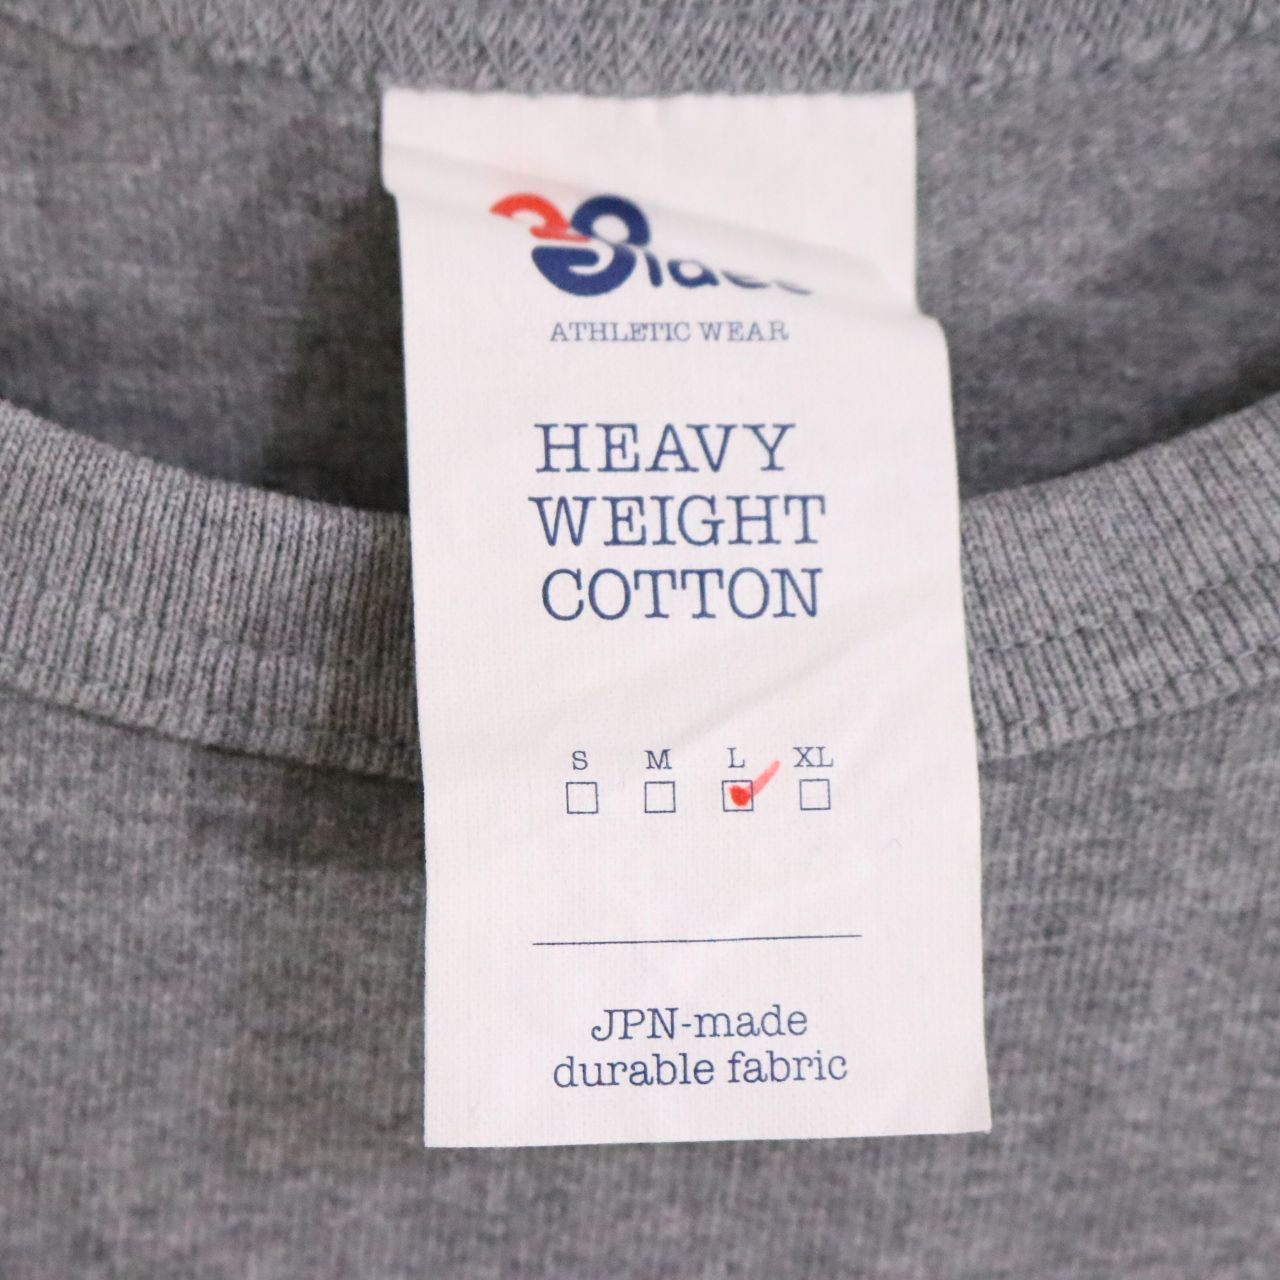 ATHLETIC WEAR
HEAVY
WEIGHT
COTTON
S M L XL
JPN-made
durable fabric